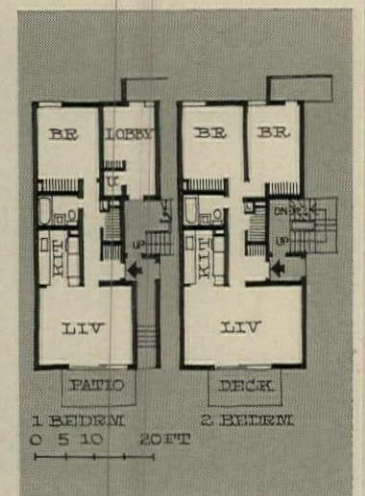 BR LOBBY BR BR
U.
DN
UP UP
KIT KIT
LIV LIV
PATIO DECK
1 BEDRM 2 BEDRM
0 5 10 20FT